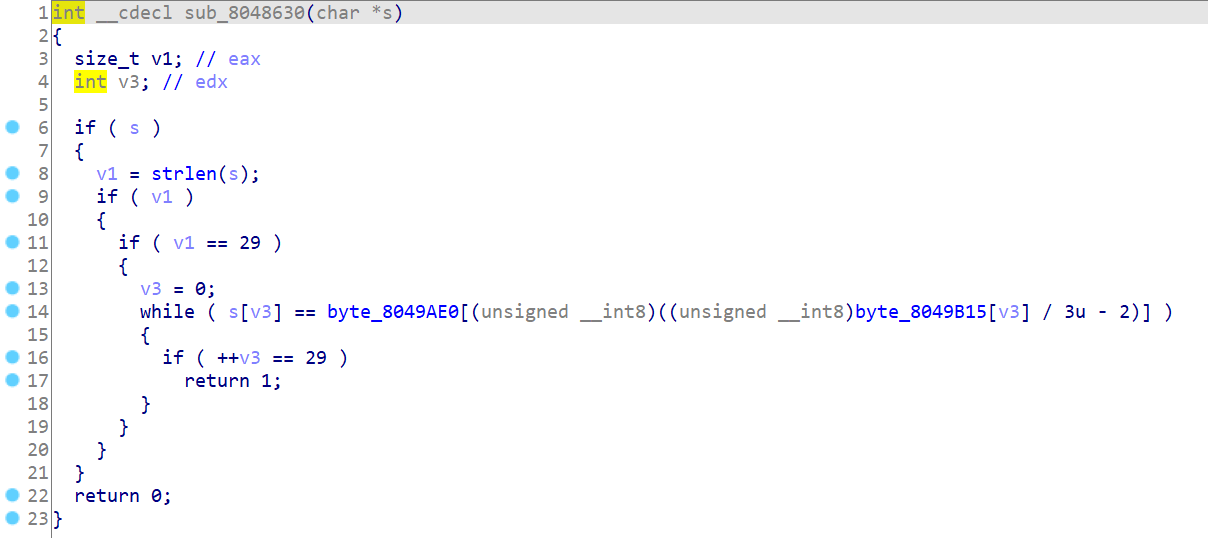 1 int __cdecl sub_8048630(char *s)
2 {
3   size_t v1; // eax
4   int v3; // edx
5
6   if ( s )
7   {
8     v1 = strlen(s);
9     if ( v1 )
10     {
11       if ( v1 == 29 )
12       {
13         v3 = 0;
14         while ( s[v3] == byte_8049AE0[(unsigned __int8)((unsigned __int8)byte_8049B15[v3] / 3u - 2)] )
15         {
16           if ( ++v3 == 29 )
17             return 1;
18         }
19       }
20     }
21   }
22   return 0;
23 }